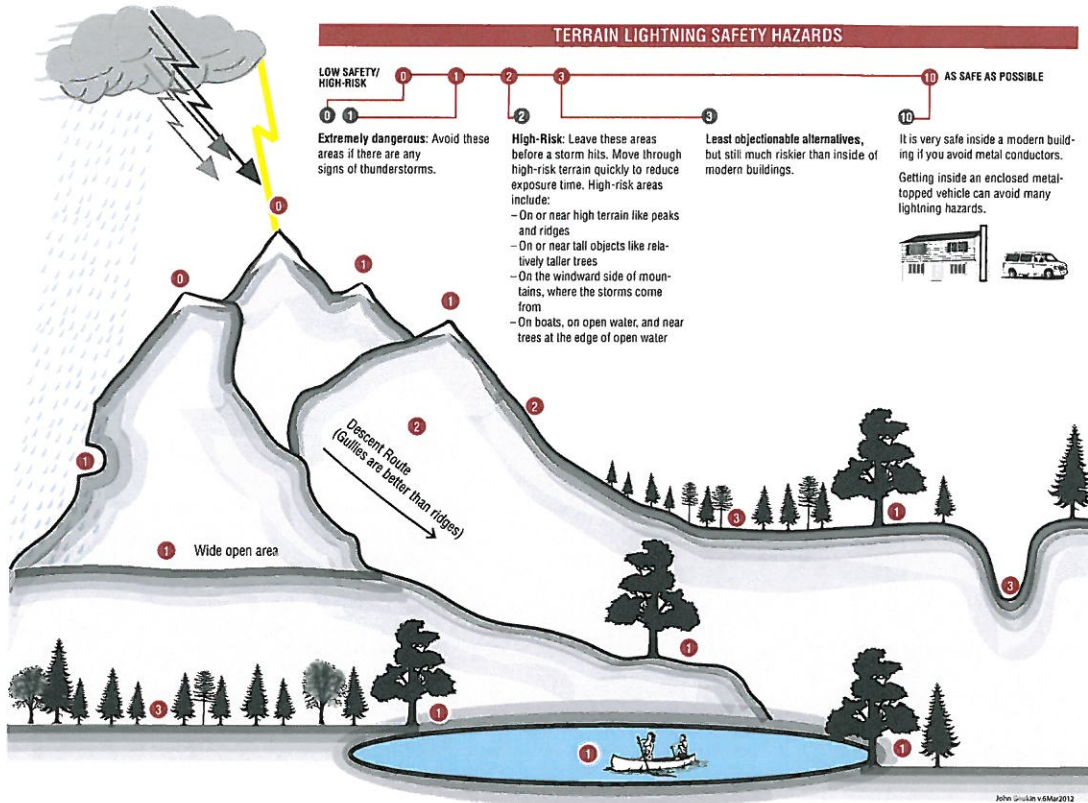 TERRAIN LIGHTNING SAFETY HAZARDS
LOW SAFETY/
HIGH-RISK
0
1
2
3
10
AS SAFE AS POSSIBLE
0
1
2
3
10
Extremely dangerous: Avoid these
areas if there are any
signs of thunderstorms.
High-Risk: Leave these areas
before a storm hits. Move through
high-risk terrain quickly to reduce
exposure time. High-risk areas
include:
– On or near high terrain like peaks
and ridges
– On or near tall objects like rela-
tively taller trees
– On the windward side of moun-
tains, where the storms come
from
– On boats, on open water, and near
trees at the edge of open water
Least objectionable alternatives,
but still much riskier than inside of
modern buildings.
It is very safe inside a modern build-
ing if you avoid metal conductors.
Getting inside an enclosed metal-
topped vehicle can avoid many
lightning hazards.
0
0
1
1
2
2
Descent Route
(Gullies are better than ridges)
1
1
Wide open area
3
1
3
1
3
1
1
1
John v.6Mar2012